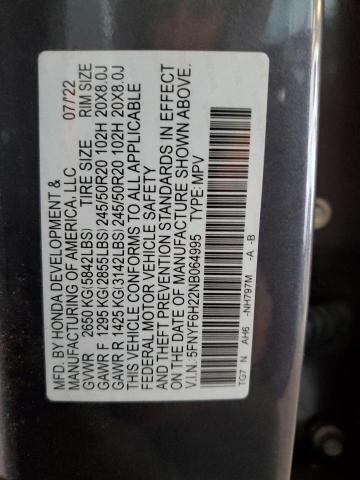 MFD. BY HONDA DEVELOPMENT &
MANUFACTURING OF AMERICA, LLC 07/'22
GVWR 2650 KG(5842LBS) TIRE SIZE RIM SIZE
GAWR F 1295 KG(2855LBS) 245/50R20 102H 20X8.0J
GAWR R 1425 KG(3142LBS) 245/50R20 102H 20X8.0J
THIS VEHICLE CONFORMS TO ALL APPLICABLE
FEDERAL MOTOR VEHICLE SAFETY
AND THEFT PREVENTION STANDARDS IN EFFECT
ON THE DATE OF MANUFACTURE SHOWN ABOVE.
V.I.N.: 5FNYF6H22NB064995 TYPE: MPV
TG7 N AH6 -NH797M -A -B